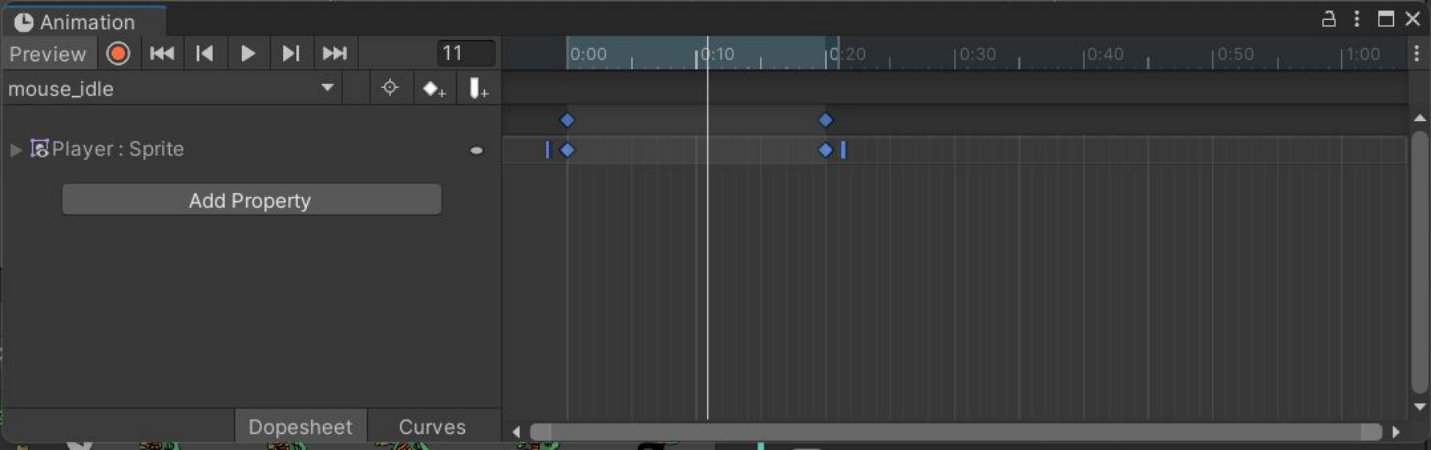 Animation
Preview 11 0:00 0:10 0:20 0:30 0:40 0:50 1:00
mouse_idle
Player : Sprite
Add Property
Dopesheet Curves